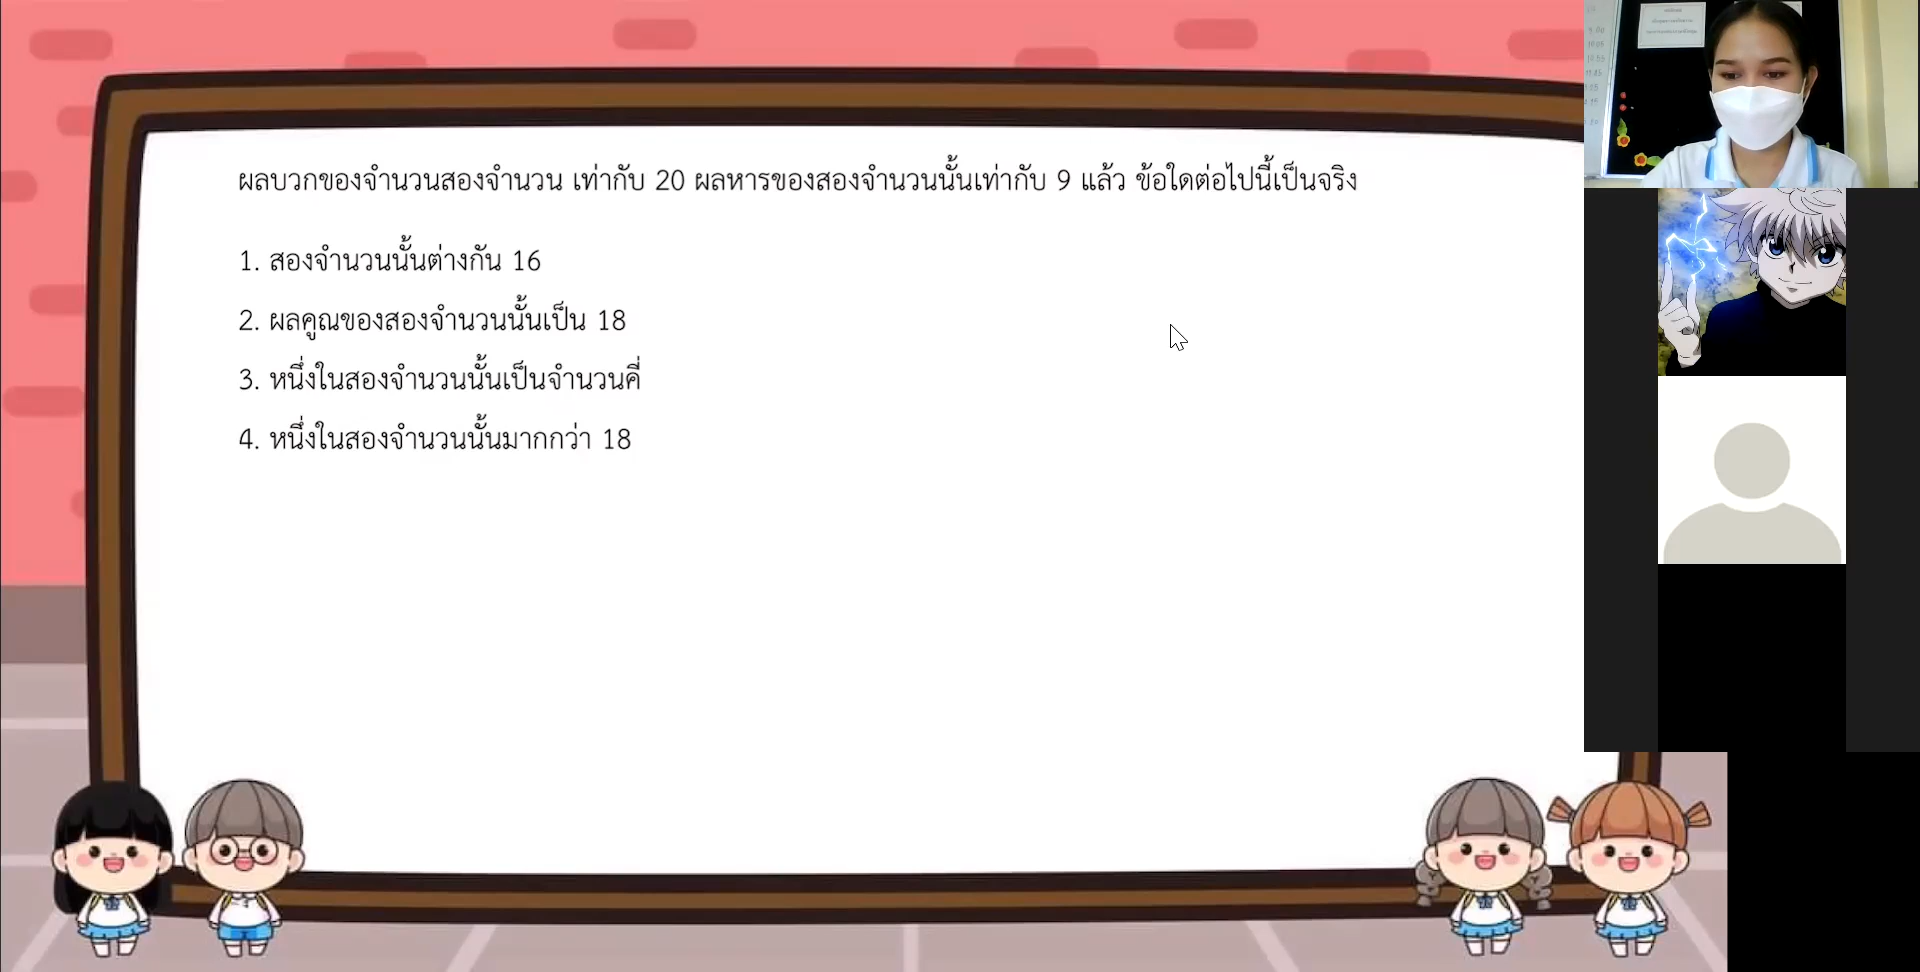 ผลบวกของจำนวนสองจำนวน เท่ากับ 20 ผลหารของสองจำนวนนั้นเท่ากับ 9 แล้ว ข้อใดต่อไปนี้เป็นจริง
1. สองจำนวนนั้นต่างกัน 16
2. ผลคูณของสองจำนวนนั้นเป็น 18
3. หนึ่งในสองจำนวนนั้นเป็นจำนวนคี่
4. หนึ่งในสองจำนวนนั้นมากกว่า 18